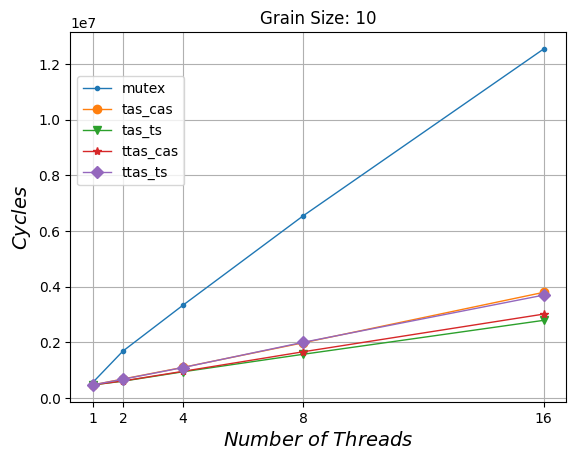 Grain Size: 10
1e7
1.2
1.0
0.8
0.6
0.4
0.2
0.0
Cycles
mutex
tas_cas
tas_ts
ttas_cas
ttas_ts
1 2 4 8 16
Number of Threads